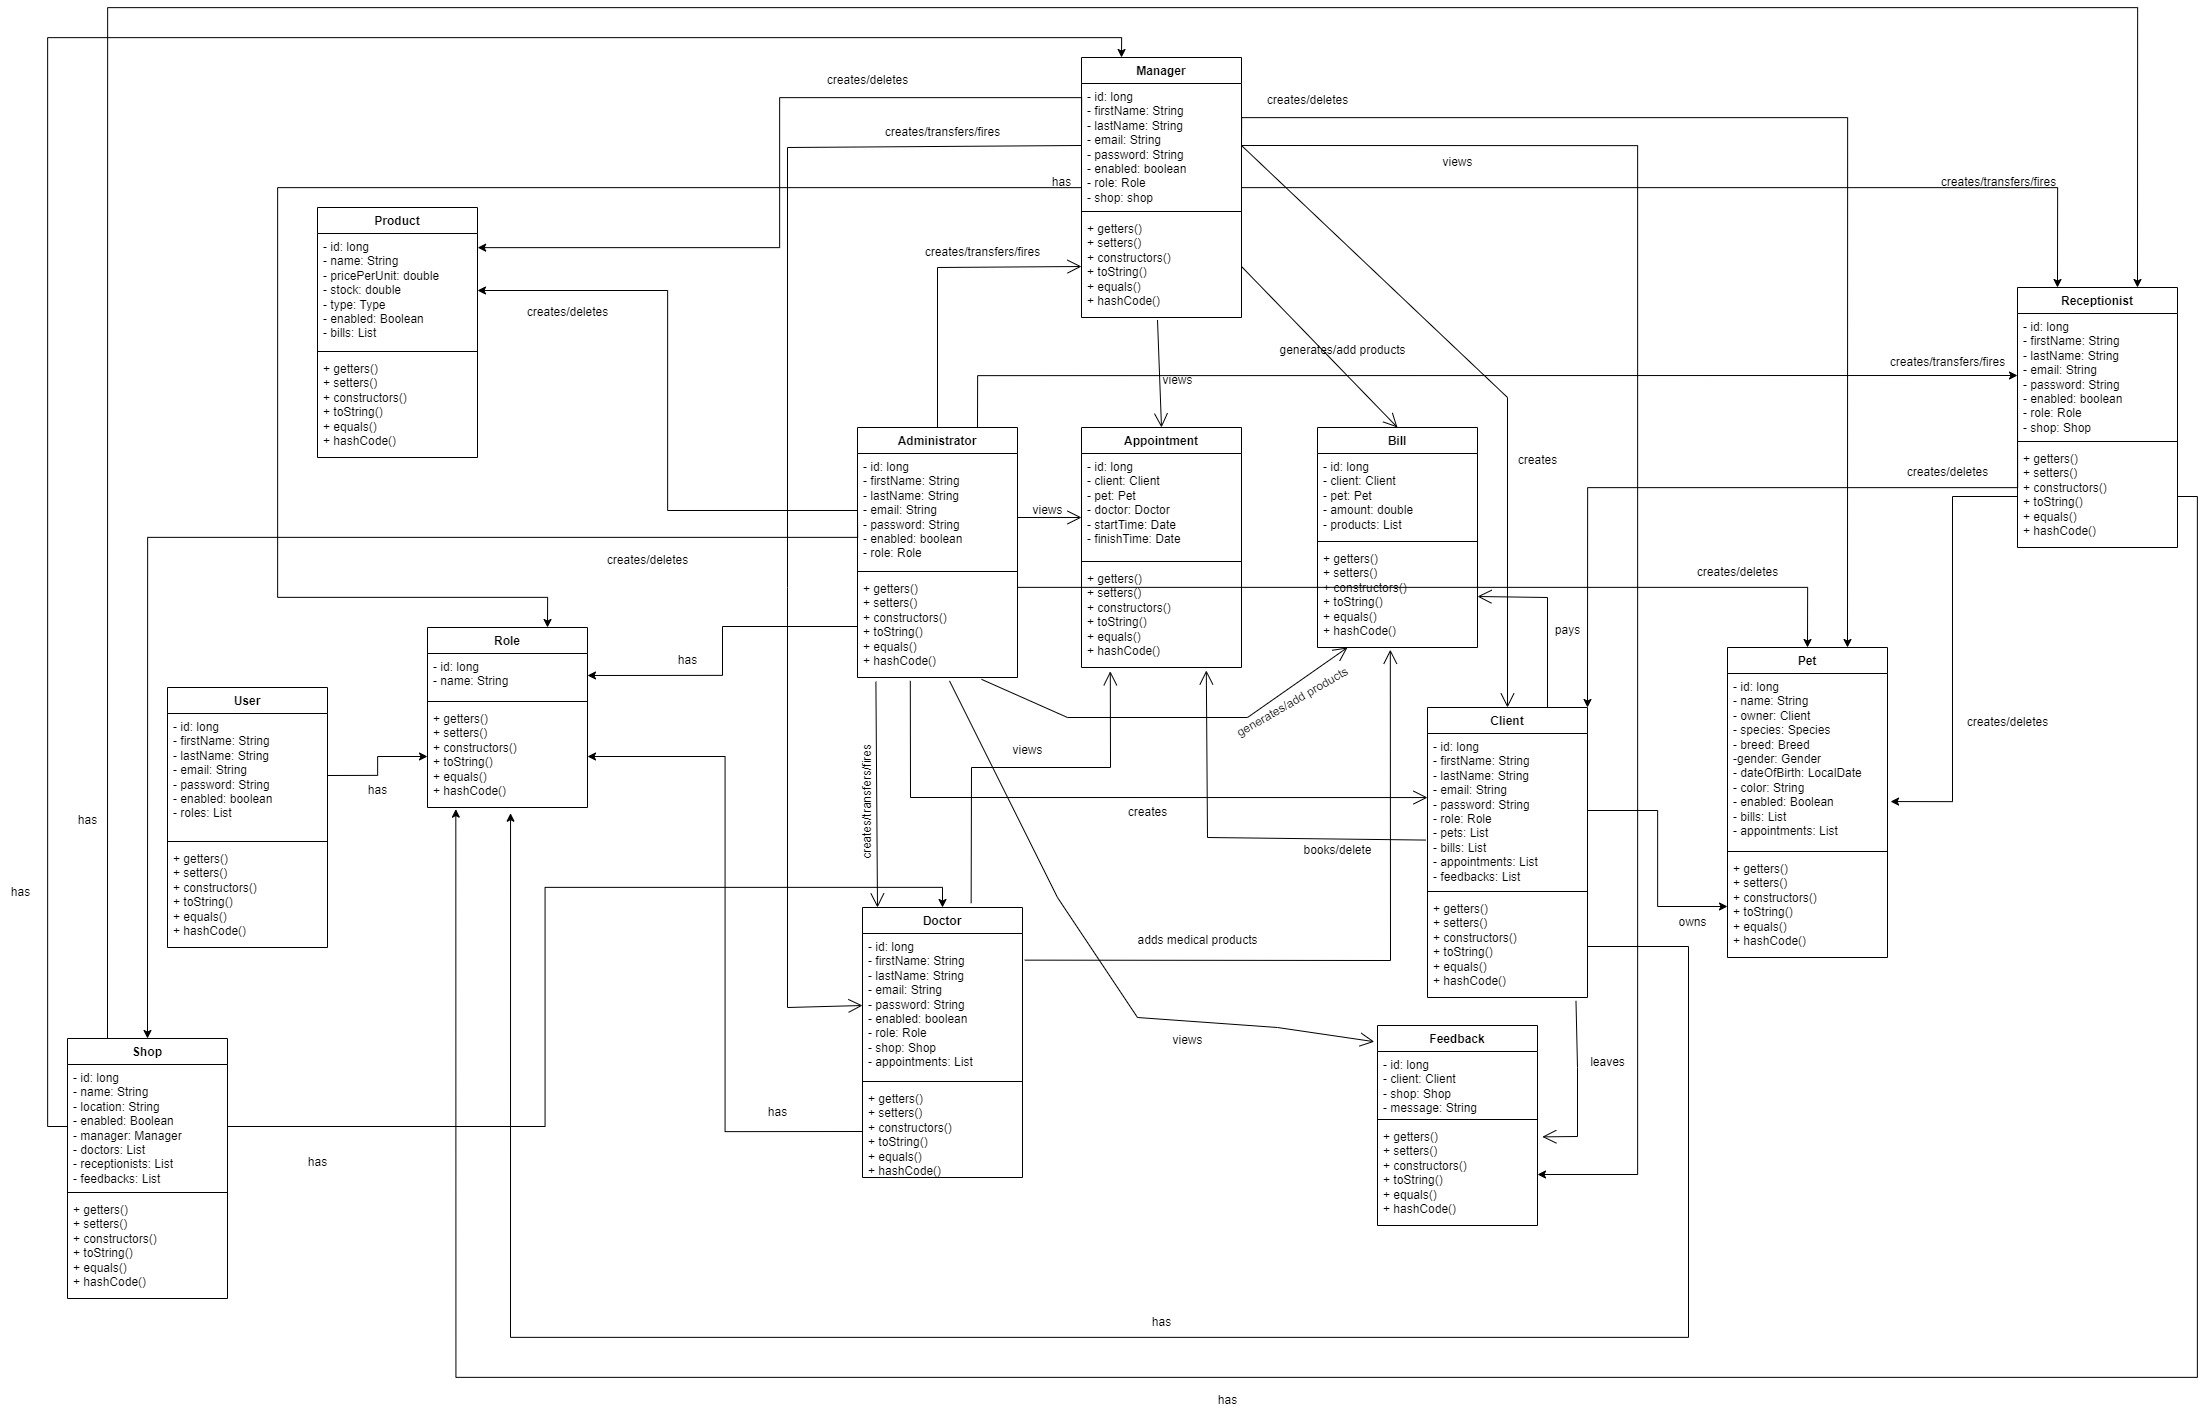 creates/deletes
creates/transfers/fires
has
Manager
- id: long
- firstName: String
- lastName: String
- email: String
- password: String
- enabled: boolean
- role: Role
- shop: shop
+ getters()
+ setters()
+ constructors()
+ toString()
+ equals()
+ hashCode()
creates/deletes
views
creates/transfers/fires
Product
- id: long
- name: String
- pricePerUnit: double
- stock: double
- type: Type
- enabled: Boolean
- bills: List
+ getters()
+ setters()
+ constructors()
+ toString()
+ equals()
+ hashCode()
creates/transfers/fires
creates/deletes
generates/add products
views
creates/transfers/fires
Receptionist
- id: long
- firstName: String
- lastName: String
- email: String
- password: String
- enabled: boolean
- role: Role
- shop: Shop
+ getters()
+ setters()
+ constructors()
+ toString()
+ equals()
+ hashCode()
Administrator
- id: long
- firstName: String
- lastName: String
- email: String
- password: String
- enabled: boolean
- role: Role
+ getters()
+ setters()
+ constructors()
+ toString()
+ equals()
+ hashCode()
views
Appointment
- id: long
- client: Client
- pet: Pet
- doctor: Doctor
- startTime: Date
- finishTime: Date
+ getters()
+ setters()
+ constructors()
+ toString()
+ equals()
+ hashCode()
Bill
- id: long
- client: Client
- pet: Pet
- amount: double
- products: List
+ getters()
+ setters()
+ constructors()
+ toString()
+ equals()
+ hashCode()
creates
creates/deletes
creates/deletes
creates/deletes
pays
Role
- id: long
- name: String
+ getters()
+ setters()
+ constructors()
+ toString()
+ equals()
+ hashCode()
has
User
- id: long
- firstName: String
- lastName: String
- email: String
- password: String
- enabled: boolean
- roles: List
+ getters()
+ setters()
+ constructors()
+ toString()
+ equals()
+ hashCode()
has
generates/add products
views
creates/transfers/fires
creates
books/delete
Client
- id: long
- firstName: String
- lastName: String
- email: String
- password: String
- role: Role
- pets: List
- bills: List
- appointments: List
- feedbacks: List
+ getters()
+ setters()
+ constructors()
+ toString()
+ equals()
+ hashCode()
Pet
- id: long
- name: String
- owner: Client
- species: Species
- breed: Breed
-gender: Gender
- dateOfBirth: LocalDate
- color: String
- enabled: Boolean
- bills: List
- appointments: List
+ getters()
+ setters()
+ constructors()
+ toString()
+ equals()
+ hashCode()
creates/deletes
owns
has
has
Doctor
- id: long
- firstName: String
- lastName: String
- email: String
- password: String
- enabled: boolean
- role: Role
- shop: Shop
- appointments: List
+ getters()
+ setters()
+ constructors()
+ toString()
+ equals()
+ hashCode()
adds medical products
views
Feedback
- id: long
- client: Client
- shop: Shop
- message: String
+ getters()
+ setters()
+ constructors()
+ toString()
+ equals()
+ hashCode()
leaves
Shop
- id: long
- name: String
- location: String
- enabled: Boolean
- manager: Manager
- doctors: List
- receptionists: List
- feedbacks: List
+ getters()
+ setters()
+ constructors()
+ toString()
+ equals()
+ hashCode()
has
has
has
has